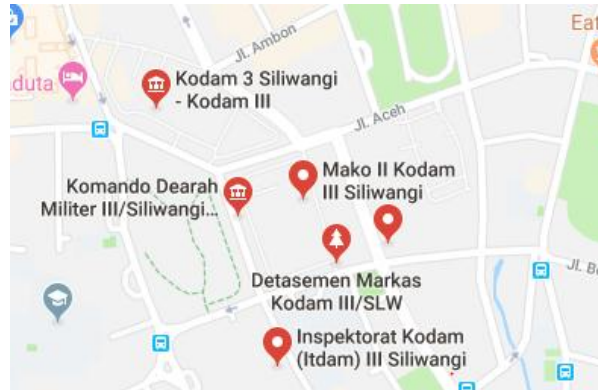 Jl. Ambon
Eat
aduta
Kodam 3 Siliwangi
- Kodam III
Jl. Aceh
Mako II Kodam
III Siliwangi
Komando Dearah
Militer III/Siliwangi...
Detasemen Markas
Kodam III/SLW
JL. B
Inspektorat Kodam
(Itdam) III Siliwangi